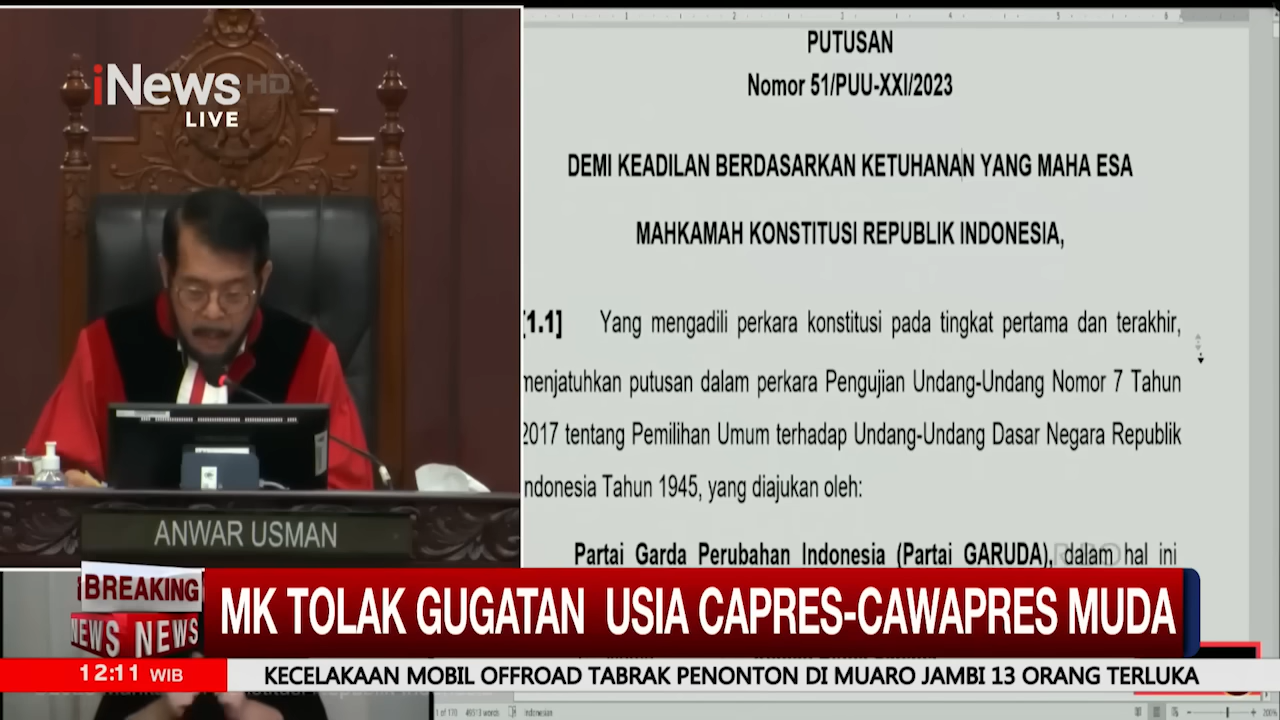 iNews HD
LIVE
ANWAR USMAN
PUTUSAN
Nomor 51/PUU-XXI/2023
DEMI KEADILAN BERDASARKAN KETUHANAN YANG MAHA ESA
MAHKAMAH KONSTITUSI REPUBLIK INDONESIA,
[1.1] Yang mengadili perkara konstitusi pada tingkat pertama dan terakhir,
menjatuhkan putusan dalam perkara Pengujian Undang-Undang Nomor 7 Tahun
2017 tentang Pemilihan Umum terhadap Undang-Undang Dasar Negara Republik
Indonesia Tahun 1945, yang diajukan oleh:
Partai Garda Perubahan Indonesia (Partai GARUDA), dalam hal ini
BREAKING
NEWS NEWS
MK TOLAK GUGATAN USIA CAPRES-CAWAPRES MUDA
12:11 WIB
KECELAKAAN MOBIL OFFROAD TABRAK PENONTON DI MUARO JAMBI 13 ORANG TERLUKA